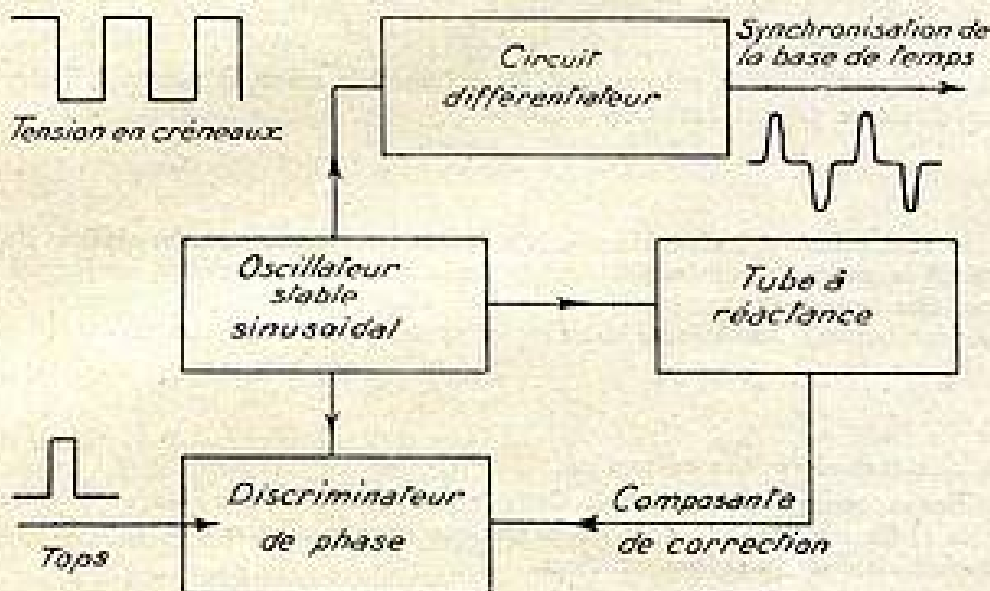 Tension en créneaux
Circuit
différentiateur
Synchronisation de
la base de temps
Oscillateur
stable
sinusoïdal
Tube à
réactance
Tops
Discriminateur
de phase
Composante
de correction